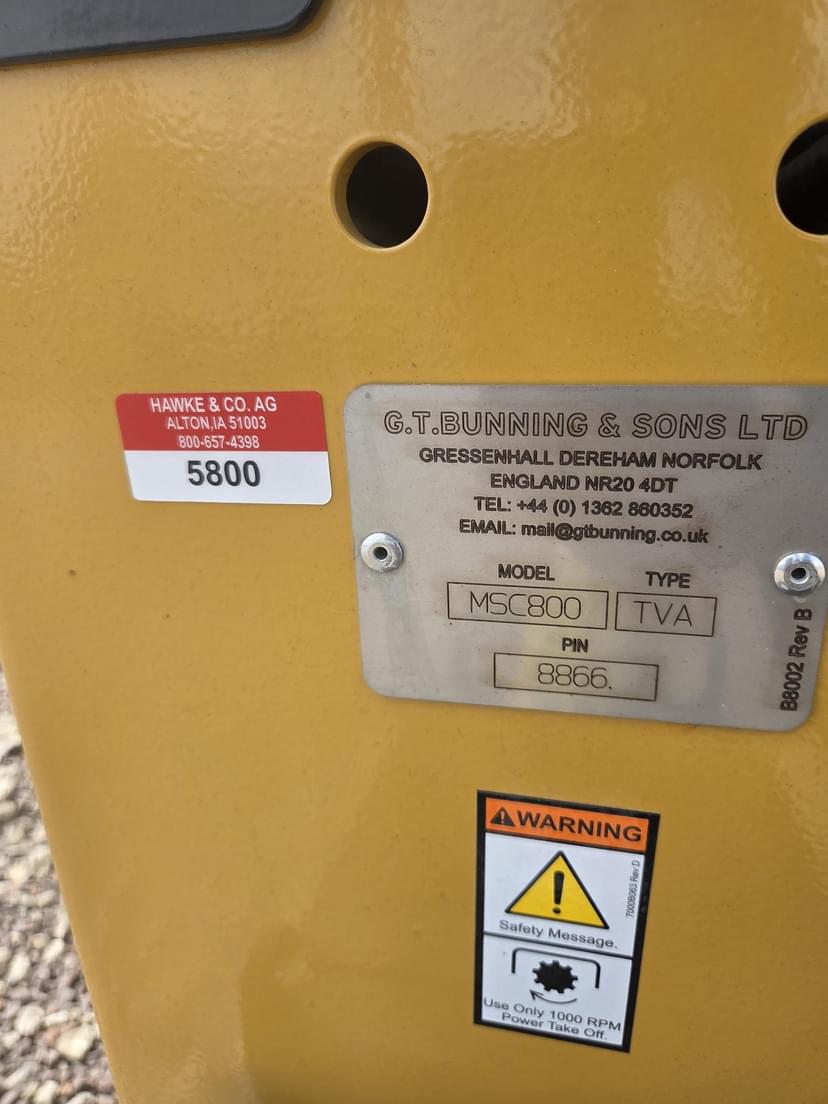 HAWKE & CO. AG
ALTON,IA 51003
800-657-4398
5800
G.T.BUNNING & SONS LTD
GRESSENHALL DEREHAM NORFOLK
ENGLAND NR20 4DT
TEL: +44 (0) 1362 860352
EMAIL: mail@gtbunning.co.uk
MODEL TYPE
MSC800 TVA
PIN
8866.
B8002 Rev B
WARNING
70008063 Rev D
Safety Message.
Use Only 1000 RPM
Power Take Off.